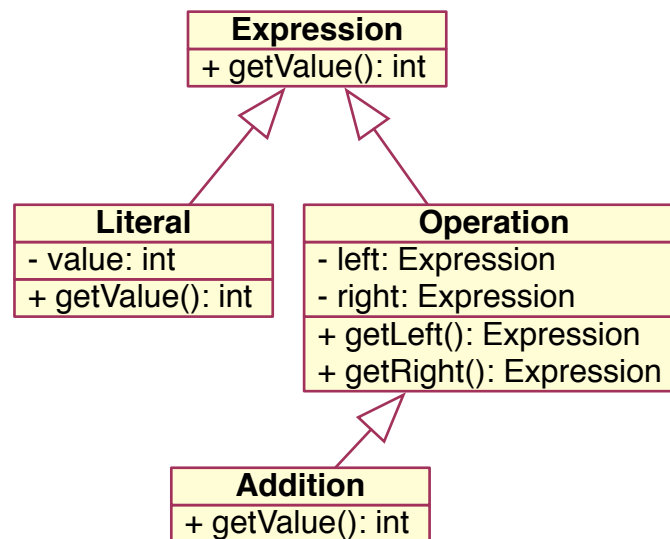 Expression
+ getValue(): int
Literal
- value: int
+ getValue(): int
Operation
- left: Expression
- right: Expression
+ getLeft(): Expression
+ getRight(): Expression
Addition
+ getValue(): int